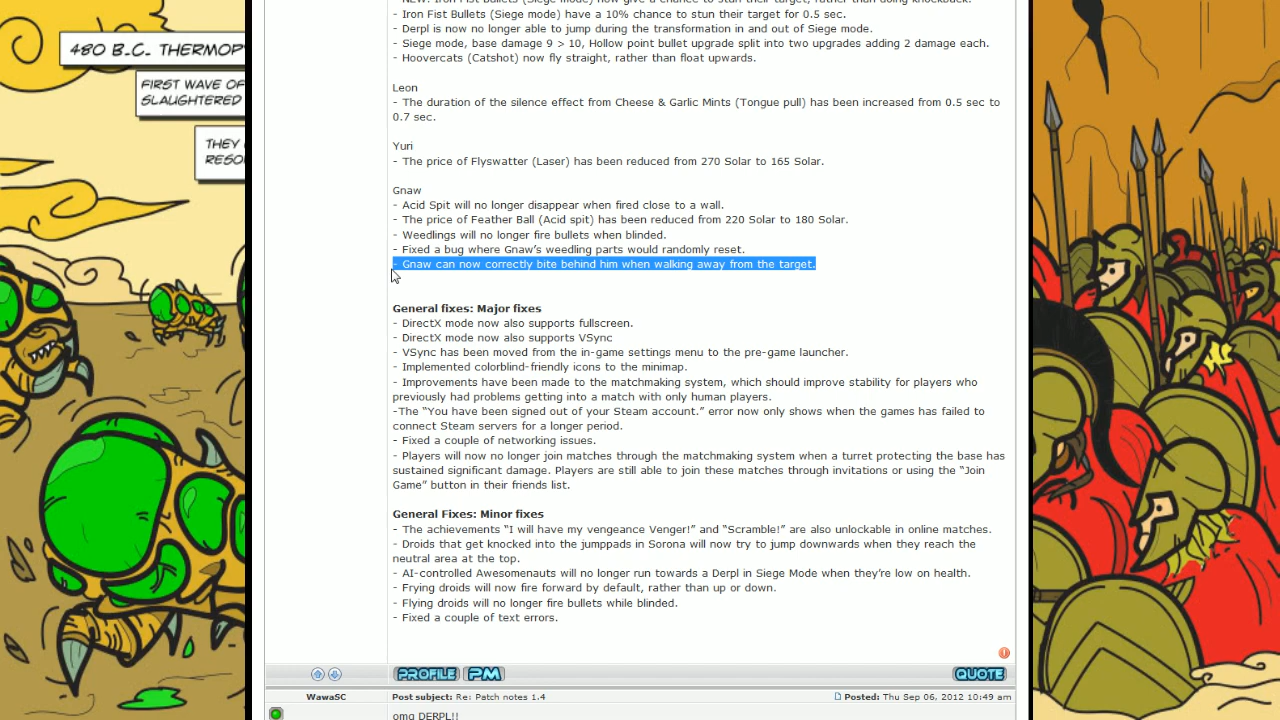 480 B.C. THERMOP
FIRST WAVE OF
SLAUGHTERED
THEY
RESO
- NEW: Iron Fist Bullets (Siege mode) now give a chance to stun their target, rather than doing knockback.
- Iron Fist Bullets (Siege mode) have a 10% chance to stun their target for 0.5 sec.
- Derpl is now no longer able to jump during the transformation in and out of Siege mode.
- Siege mode, base damage 9 > 10, Hollow point bullet upgrade split into two upgrades adding 2 damage each.
- Hoovercats (Catshot) now fly straight, rather than float upwards.
Leon
- The duration of the silence effect from Cheese & Garlic Mints (Tongue pull) has been increased from 0.5 sec to
0.7 sec.
Yuri
- The price of Flyswatter (Laser) has been reduced from 270 Solar to 165 Solar.
Gnaw
- Acid Spit will no longer disappear when fired close to a wall.
- The price of Feather Ball (Acid spit) has been reduced from 220 Solar to 180 Solar.
- Weedlings will no longer fire bullets when blinded.
- Fixed a bug where Gnaw’s weedling parts would randomly reset.
- Gnaw can now correctly bite behind him when walking away from the target.
General fixes: Major fixes
- DirectX mode now also supports fullscreen.
- DirectX mode now also supports VSync
- VSync has been moved from the in-game settings menu to the pre-game launcher.
- Implemented colorblind-friendly icons to the minimap.
- Improvements have been made to the matchmaking system, which should improve stability for players who
previously had problems getting into a match with only human players.
-The “You have been signed out of your Steam account.” error now only shows when the games has failed to
connect Steam servers for a longer period.
- Fixed a couple of networking issues.
- Players will now no longer join matches through the matchmaking system when a turret protecting the base has
sustained significant damage. Players are still able to join these matches through invitations or using the “Join
Game” button in their friends list.
General Fixes: Minor fixes
- The achievements “I will have my vengeance Venger!” and “Scramble!” are also unlockable in online matches.
- Droids that get knocked into the jumppads in Sorona will now try to jump downwards when they reach the
neutral area at the top.
- AI-controlled Awesomenauts will no longer run towards a Derpl in Siege Mode when they’re low on health.
- Frying droids will now fire forward by default, rather than up or down.
- Flying droids will no longer fire bullets while blinded.
- Fixed a couple of text errors.
PROFILE PM QUOTE
WawaSC Post subject: Re: Patch notes 1.4 Posted: Thu Sep 06, 2012 10:49 am
omg DERPL!!